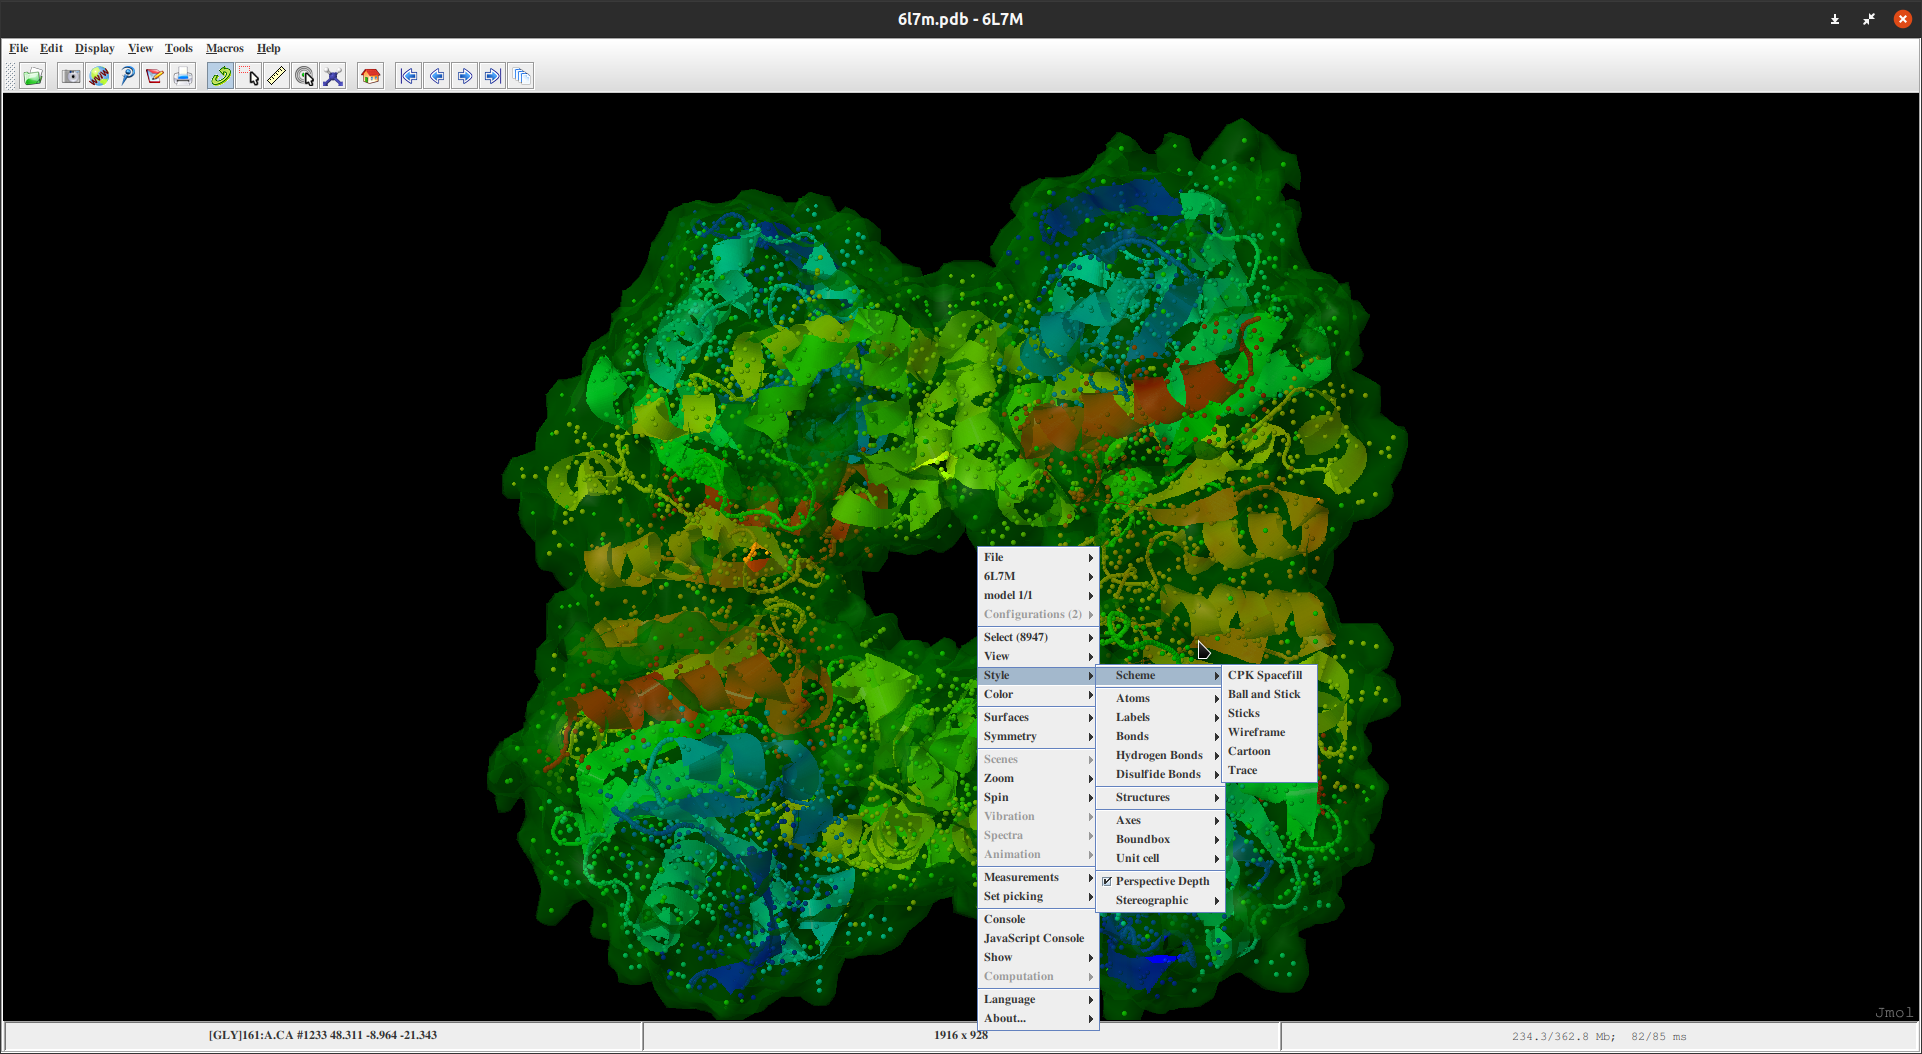 6l7m.pdb - 6L7M
File Edit Display View Tools Macros Help
File
6L7M
model 1/1
Configurations (2)
Select (8947)
View
Style
Color
Surfaces
Symmetry
Scenes
Zoom
Spin
Vibration
Spectra
Animation
Measurements
Set picking
Console
JavaScript Console
Show
Computation
Language
About...
Scheme
Atoms
Labels
Bonds
Hydrogen Bonds
Disulfide Bonds
Structures
Axes
Boundbox
Unit cell
Perspective Depth
Stereographic
CPK Spacefill
Ball and Stick
Sticks
Wireframe
Cartoon
Trace
Jmol
[GLY]161:A.CA #1233 48.311 -8.964 -21.343
1916 x 928
234.3/362.8 Mb; 82/85 ms